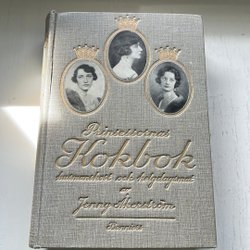 Prinsessornas
Kokbok
husmanskost och helgdagsmat
av
Jenny Åkerström
Bonniers